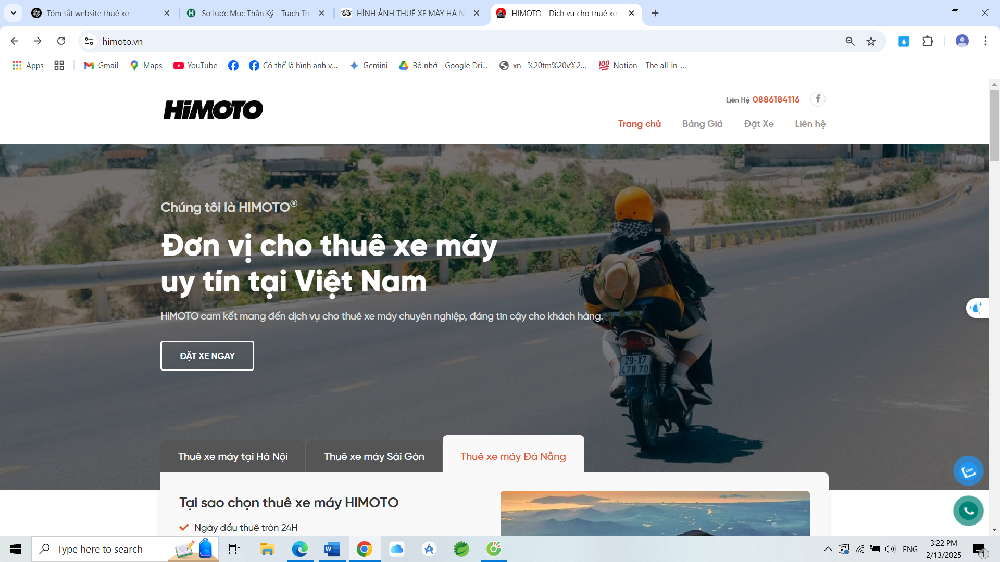 Tóm tắt website thuê xe
Sơ lược Mục Thần Ký - Trạch Tru
HÌNH ẢNH THUÊ XE MÁY HÀ N
HIMOTO - Dịch vụ cho thuê xe
himoto.vn
Apps
Gmail
Maps
YouTube
Có thể là hình ảnh v...
Gemini
Bộ nhớ - Google Dri...
xn--%20tm%20v%2...
Notion – The all-in-...
HiMOTO
Liên Hệ 0886184116
Trang chủ
Bảng Giá
Đặt Xe
Liên hệ
Chúng tôi là HIMOTO®
Đơn vị cho thuê xe máy
uy tín tại Việt Nam
HIMOTO cam kết mang đến dịch vụ cho thuê xe máy chuyên nghiệp, đáng tin cậy cho khách hàng.
ĐẶT XE NGAY
29-X7
478.70
Thuê xe máy tại Hà Nội
Thuê xe máy Sài Gòn
Thuê xe máy Đà Nẵng
Zalo
Tại sao chọn thuê xe máy HIMOTO
Ngày đầu thuê tròn 24H
Type here to search
ENG
3:22 PM
2/13/2025
1